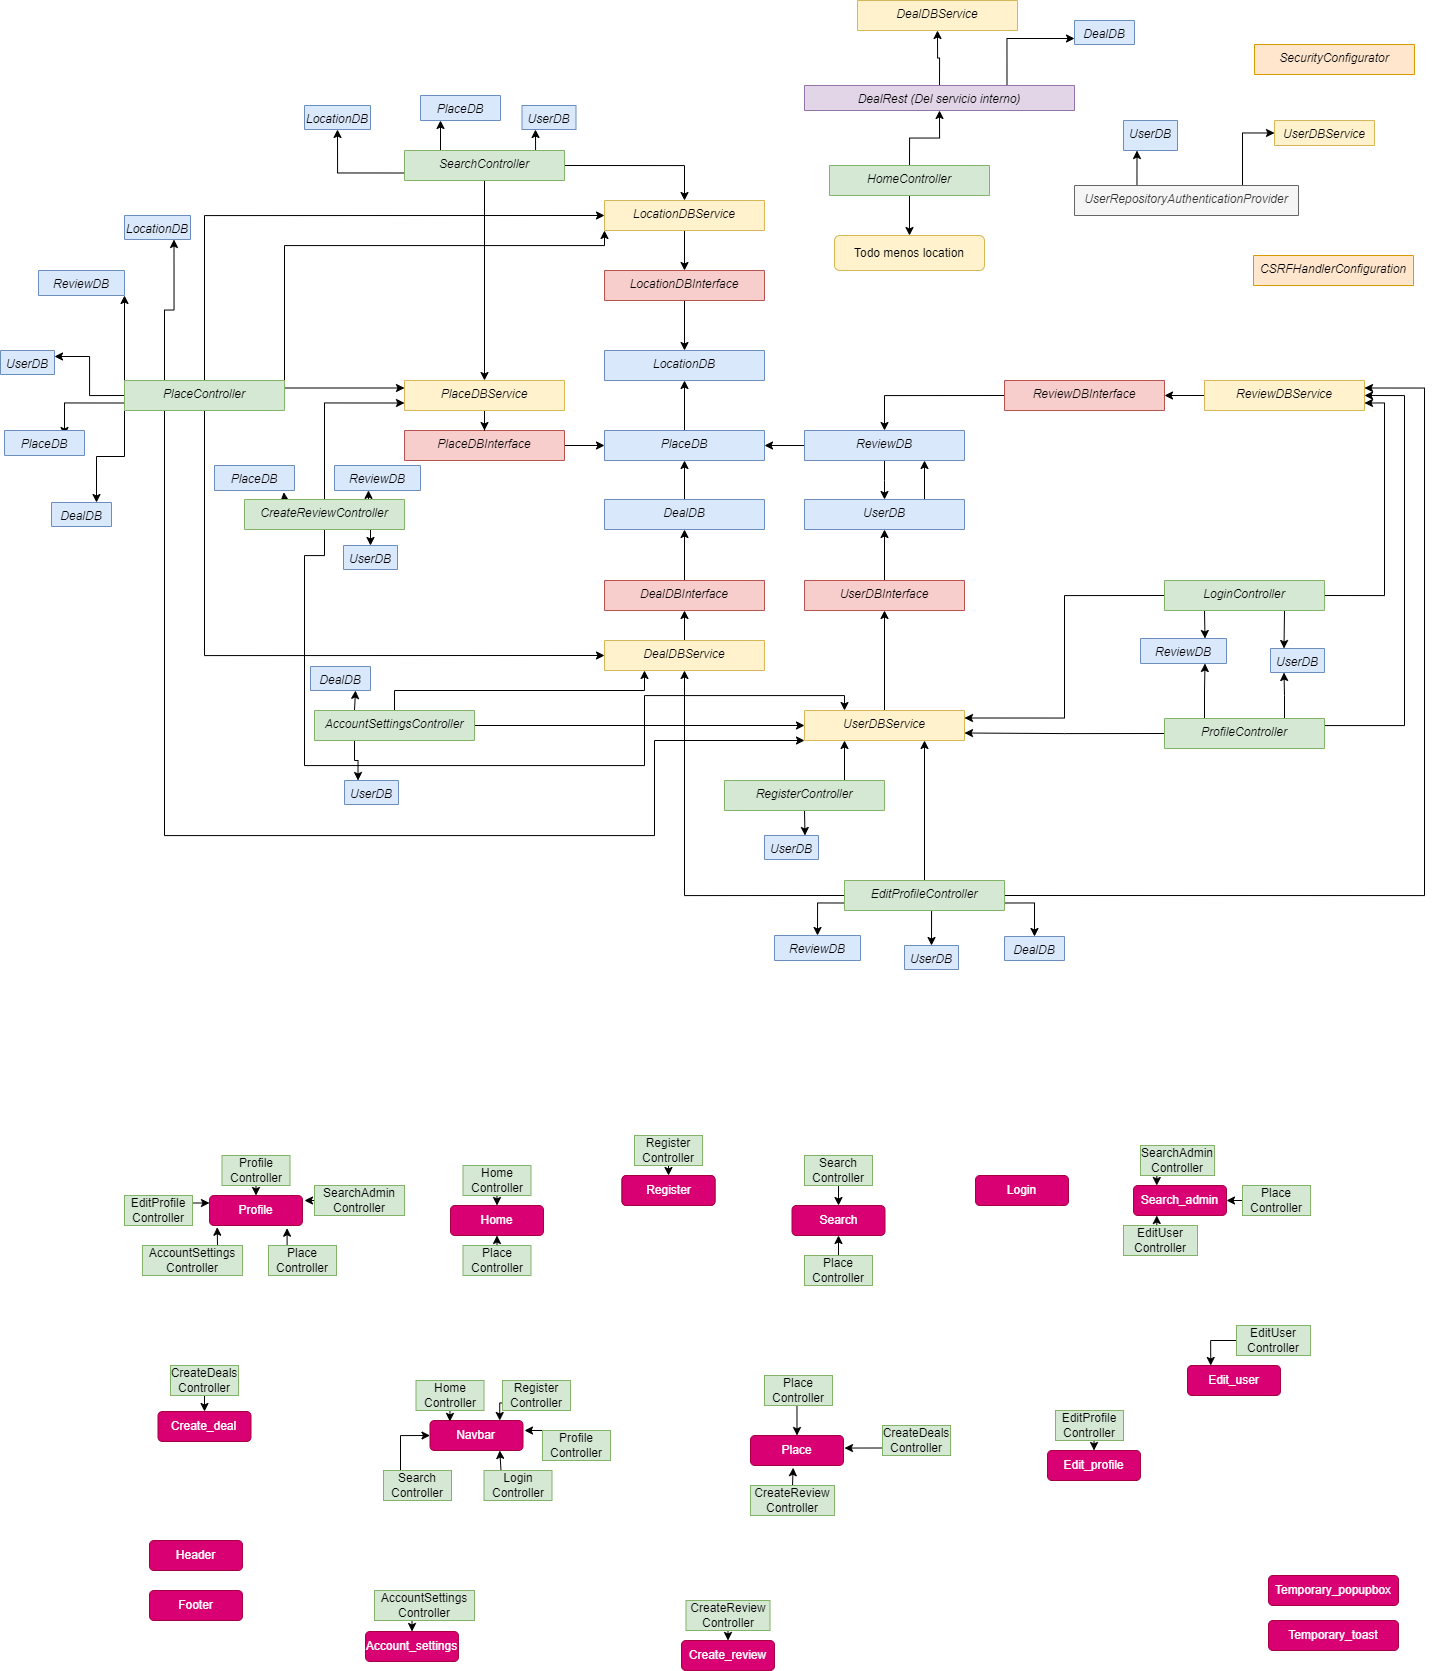 DealDBService
DealDB
SecurityConfigurator
DealRest (Del servicio interno)
LocationDB
PlaceDB
UserDB
UserDB
UserDBService
SearchController
HomeController
UserRepositoryAuthenticationProvider
LocationDB
LocationDBService
Todo menos location
CSRFHandlerConfiguration
ReviewDB
LocationDBInterface
UserDB
LocationDB
PlaceController
PlaceDBService
ReviewDBInterface
ReviewDBService
PlaceDB
PlaceDBInterface
PlaceDB
ReviewDB
PlaceDB
ReviewDB
DealDB
CreateReviewController
DealDB
UserDB
UserDB
DealDBInterface
UserDBInterface
LoginController
DealDBService
ReviewDB
UserDB
DealDB
AccountSettingsController
UserDBService
ProfileController
UserDB
RegisterController
UserDB
EditProfileController
ReviewDB
UserDB
DealDB
Profile
Controller
EditProfile
Controller
SearchAdmin
Controller
Profile
AccountSettings
Controller
Place
Controller
Home
Controller
Home
Place
Controller
Register
Controller
Register
Search
Controller
Search
Place
Controller
Login
SearchAdmin
Controller
Search_admin
Place
Controller
EditUser
Controller
EditUser
Controller
Edit_user
CreateDeals
Controller
Create_deal
Home
Controller
Register
Controller
Navbar
Profile
Controller
Search
Controller
Login
Controller
Place
Controller
Place
CreateDeals
Controller
CreateReview
Controller
EditProfile
Controller
Edit_profile
Header
Footer
AccountSettings
Controller
Account_settings
CreateReview
Controller
Create_review
Temporary_popupbox
Temporary_toast